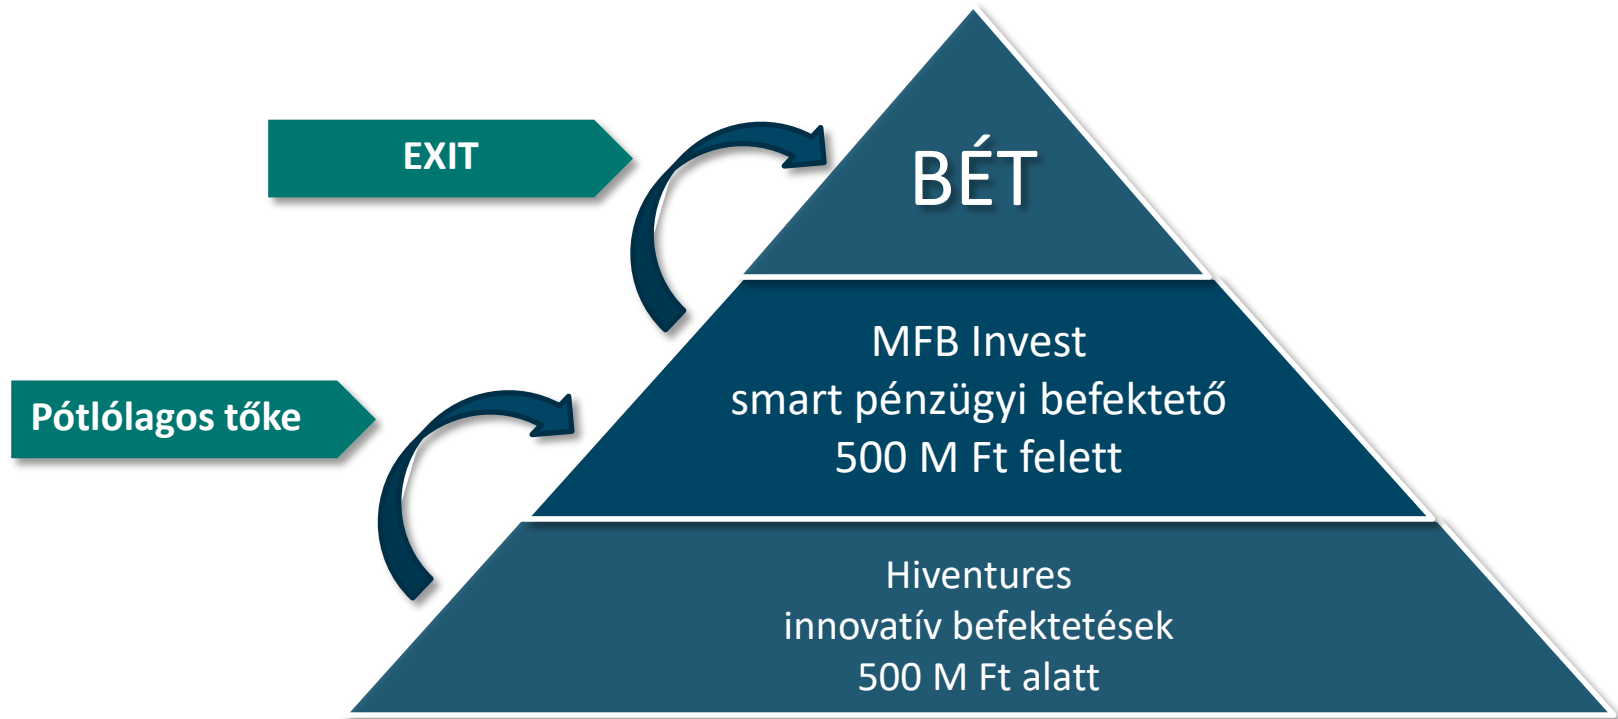 EXIT
BÉT
MFB Invest
smart pénzügyi befektető
500 M Ft felett
Pótlólagos tőke
Hiventures
innovatív befektetések
500 M Ft alatt